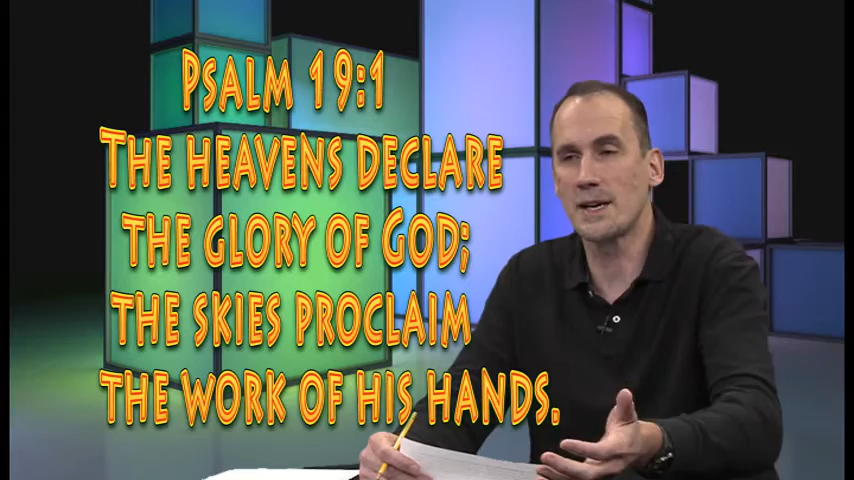 Psalm 19:1
The heavens declare
the glory of God;
the skies proclaim
the work of his hands.